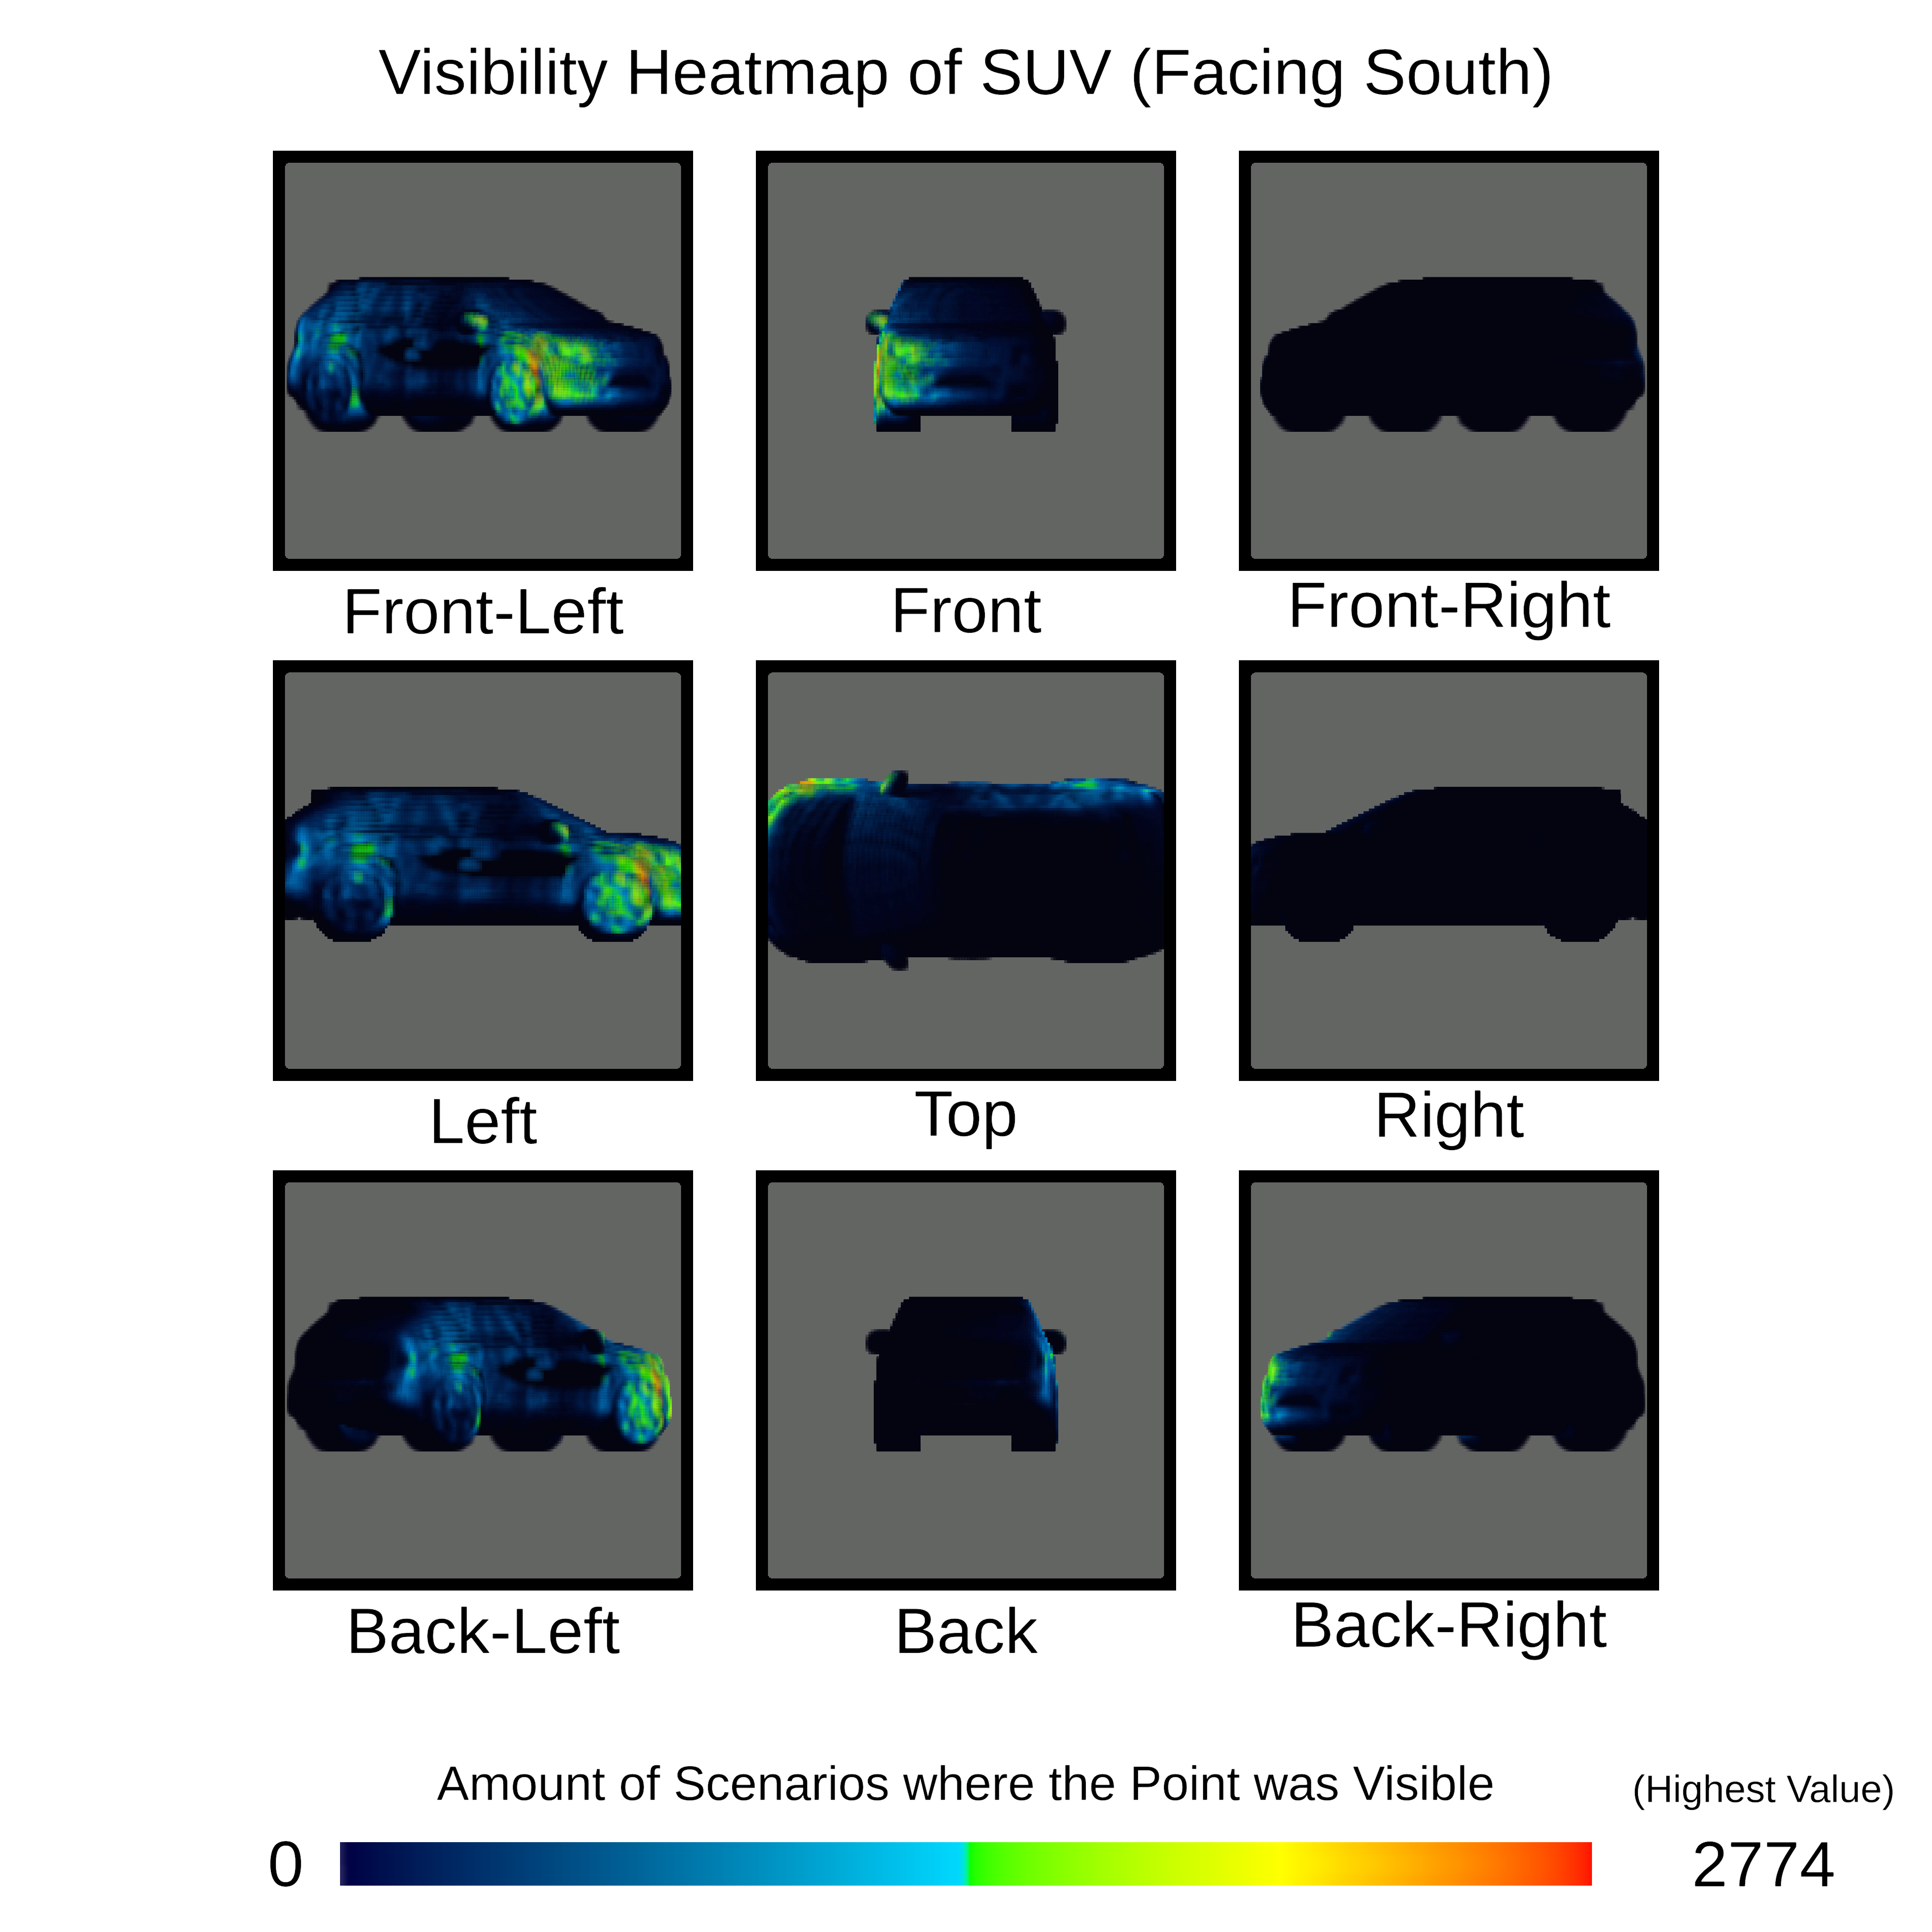 Visibility Heatmap of SUV (Facing South)
Front-Left
Front
Front-Right
Left
Top
Right
Back-Left
Back
Back-Right
Amount of Scenarios where the Point was Visible
(Highest Value)
0
2774